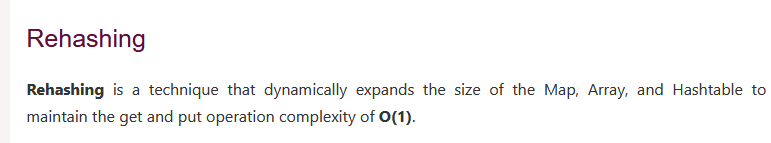 Rehashing
Rehashing is a technique that dynamically expands the size of the Map, Array, and Hashtable to
maintain the get and put operation complexity of O(1).